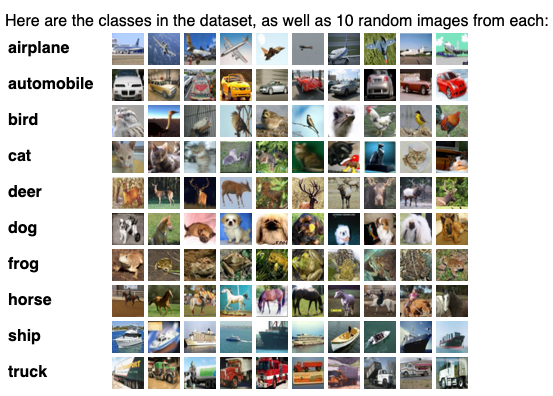 Here are the classes in the dataset, as well as 10 random images from each:
airplane
automobile
bird
cat
deer
dog
frog
horse
ship
truck